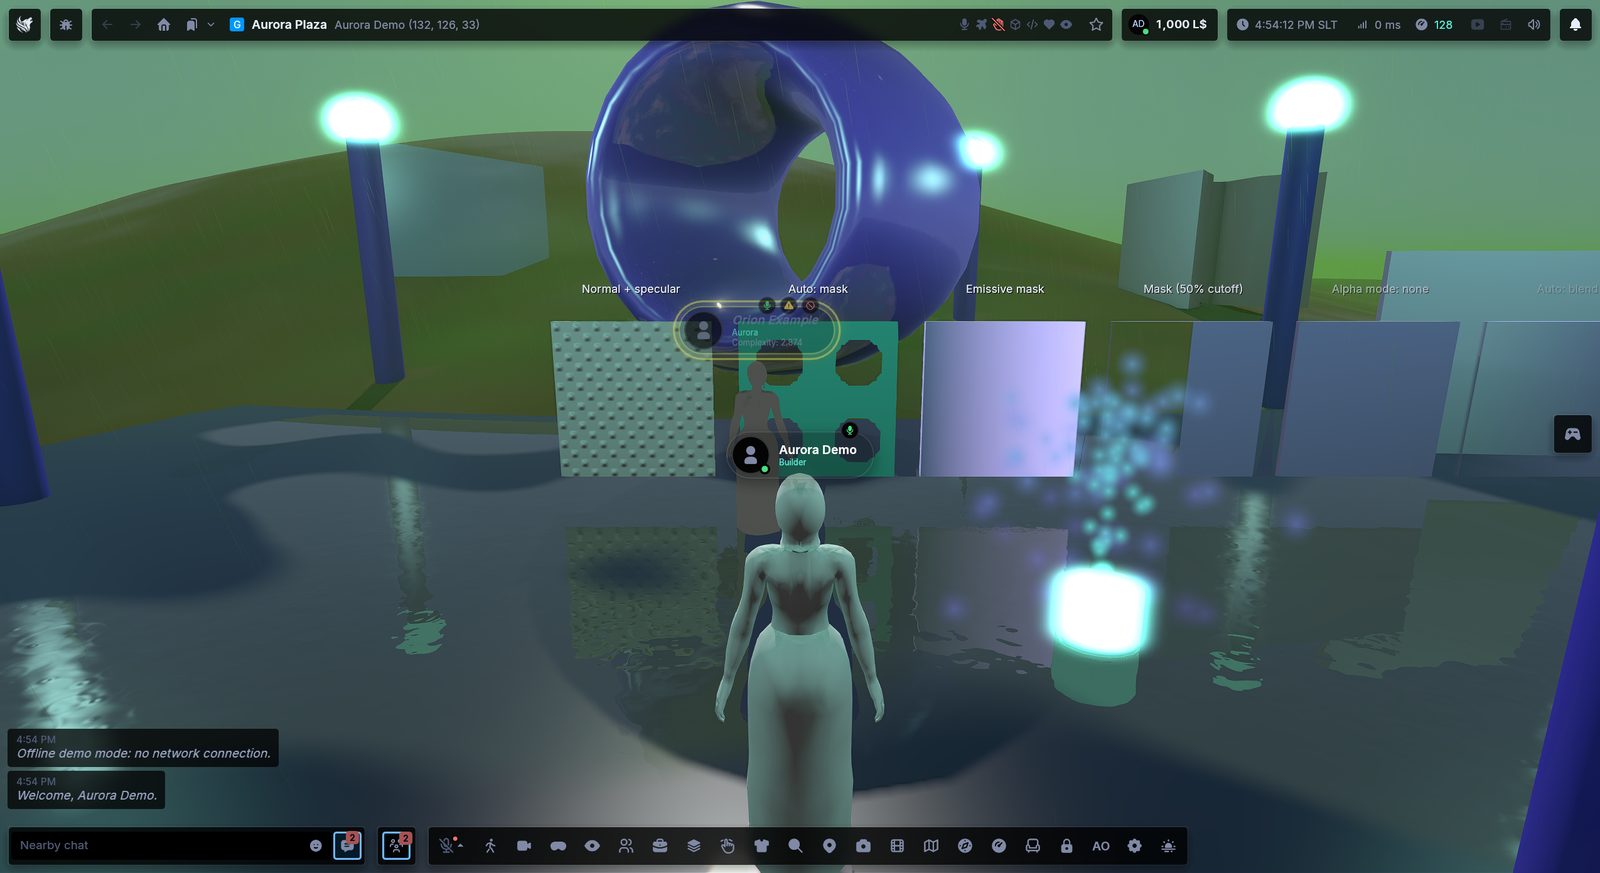 G Aurora Plaza Aurora Demo (132, 126, 33)
AD 1,000 L$
4:54:12 PM SLT 0 ms 128
Normal + specular
Auto: mask
Emissive mask
Mask (50% cutoff)
Alpha mode: none
Auto: blend
Orion Example
Aurora
Complexity: 2,874
Aurora Demo
Builder
4:54 PM
Offline demo mode: no network connection.
4:54 PM
Welcome, Aurora Demo.
Nearby chat
2
2
AO